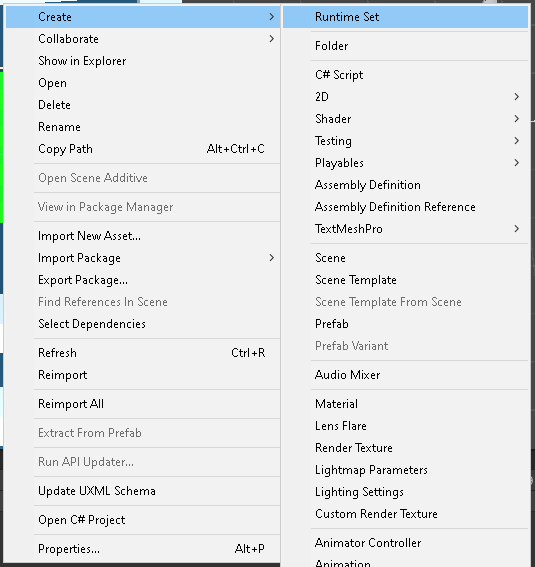 Create
Collaborate
Show in Explorer
Open
Delete
Rename
Copy Path Alt+Ctrl+C
Open Scene Additive
View in Package Manager
Import New Asset...
Import Package
Export Package...
Find References In Scene
Select Dependencies
Refresh Ctrl+R
Reimport
Reimport All
Extract From Prefab
Run API Updater...
Update UXML Schema
Open C# Project
Properties... Alt+P
Runtime Set
Folder
C# Script
2D
Shader
Testing
Playables
Assembly Definition
Assembly Definition Reference
TextMeshPro
Scene
Scene Template
Scene Template From Scene
Prefab
Prefab Variant
Audio Mixer
Material
Lens Flare
Render Texture
Lightmap Parameters
Lighting Settings
Custom Render Texture
Animator Controller
Animation